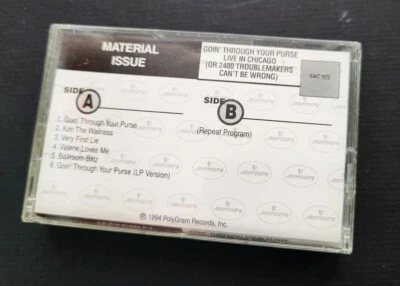 MATERIAL
ISSUE
GOIN' THROUGH YOUR PURSE
LIVE IN CHICAGO
(OR 2400 TROUBLEMAKERS
CAN'T BE WRONG)
SIDE A
1. Goin' Through Your Purse
2. Kim The Waitress
3. Very First Lie
4. Valerie Loves Me
5. Ballroom Blitz
6. Goin' Through Your Purse (LP Version)
SIDE B
(Repeat Program)
℗ 1994 PolyGram Records, Inc.